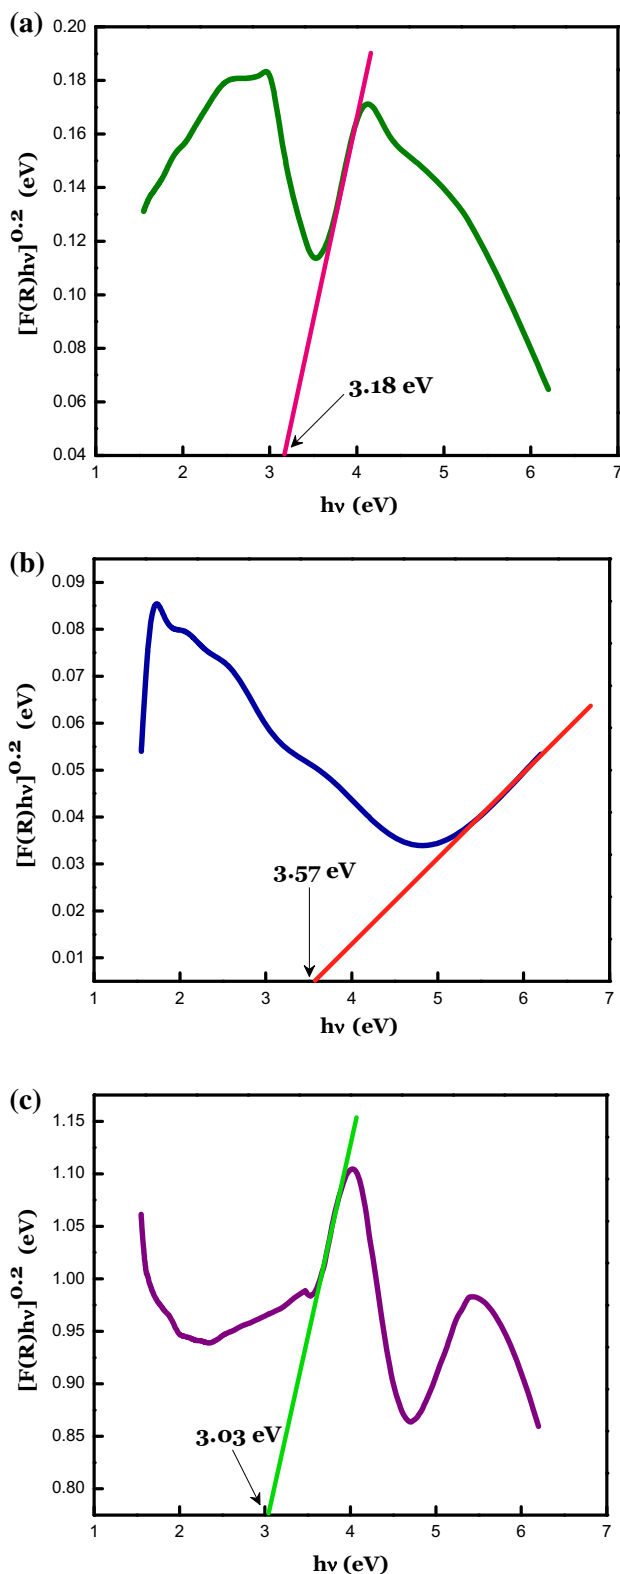 (a)
0.20
0.18
0.16
0.14
0.12
0.10
0.08
0.06
0.04
[F(R)hν]^0.2 (eV)
3.18 eV
1 2 3 4 5 6 7
hν (eV)
(b)
0.09
0.08
0.07
0.06
0.05
0.04
0.03
0.02
0.01
[F(R)hν]^0.2 (eV)
3.57 eV
1 2 3 4 5 6 7
hν (eV)
(c)
1.15
1.10
1.05
1.00
0.95
0.90
0.85
0.80
[F(R)hν]^0.2 (eV)
3.03 eV
1 2 3 4 5 6 7
hν (eV)